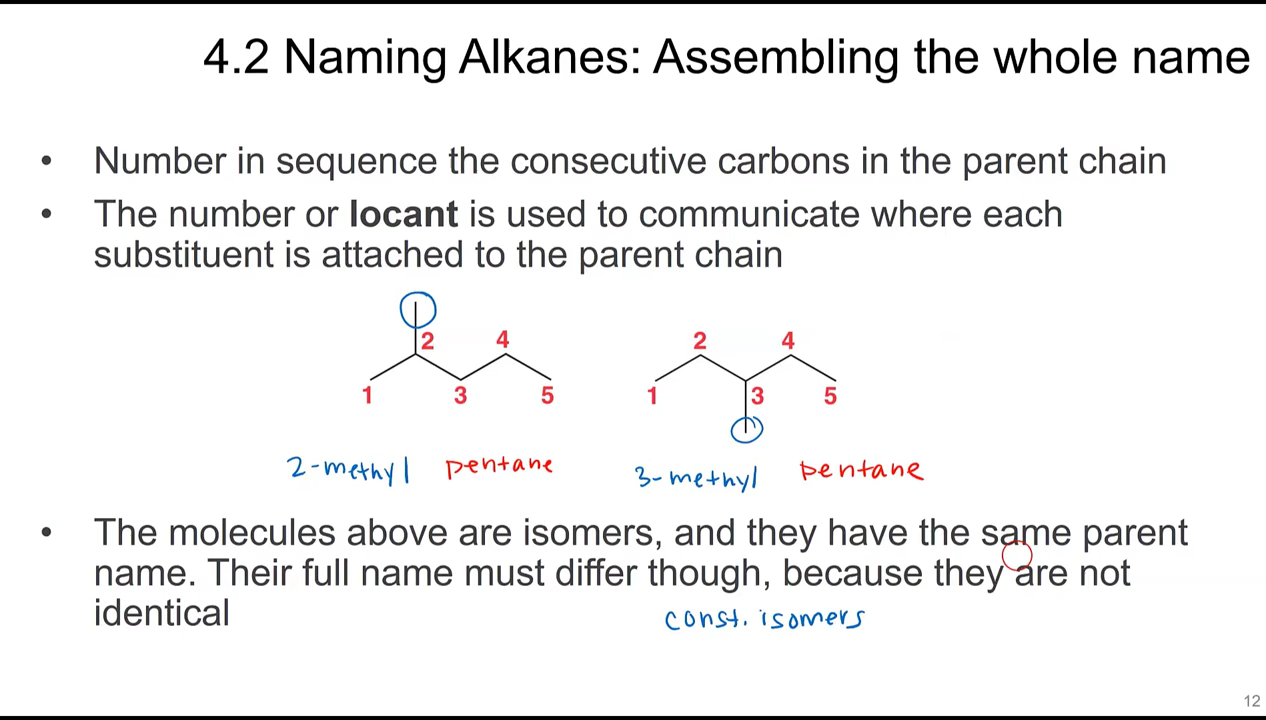 4.2 Naming Alkanes: Assembling the whole name
• Number in sequence the consecutive carbons in the parent chain
• The number or locant is used to communicate where each
substituent is attached to the parent chain
2 4 2 4
1 3 5 1 3 5
2-methyl pentane 3-methyl pentane
• The molecules above are isomers, and they have the same parent
name. Their full name must differ though, because they are not
identical
const. isomers
12